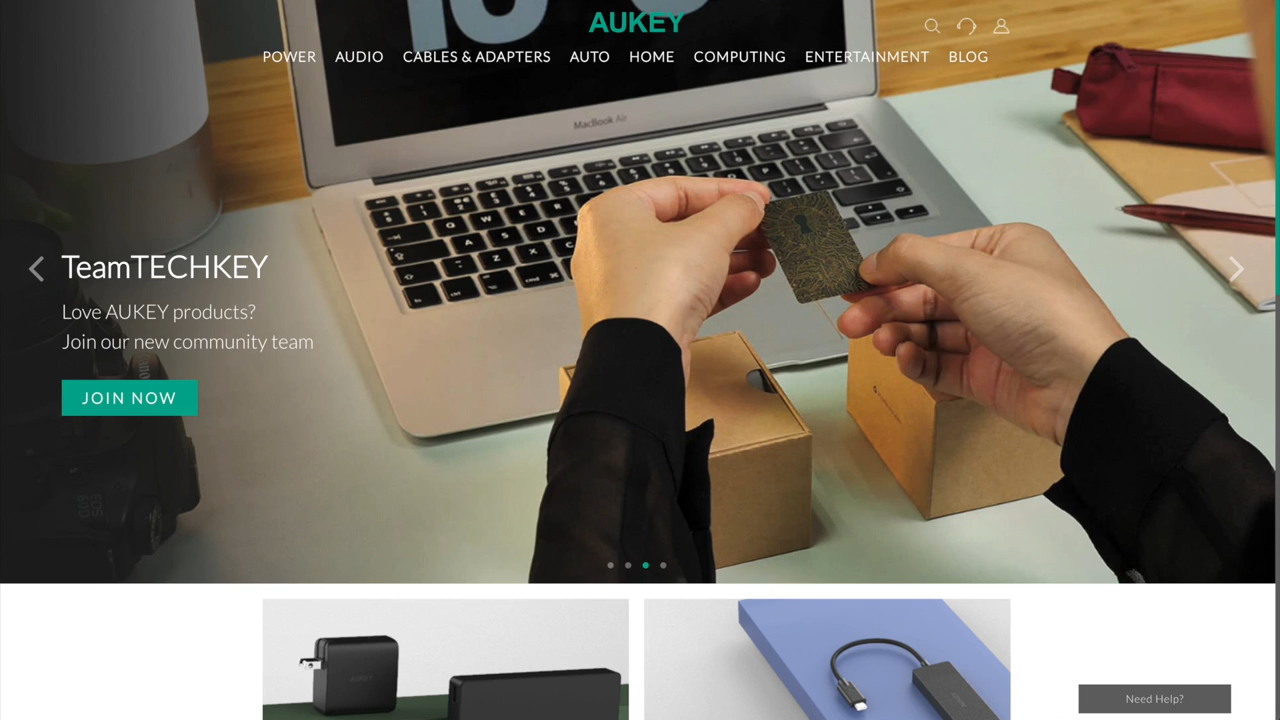 AUKEY
POWER AUDIO CABLES & ADAPTERS AUTO HOME COMPUTING ENTERTAINMENT BLOG
MacBook Air
TeamTECHKEY
Love AUKEY products?
Join our new community team
JOIN NOW
AUKEY
Need Help?